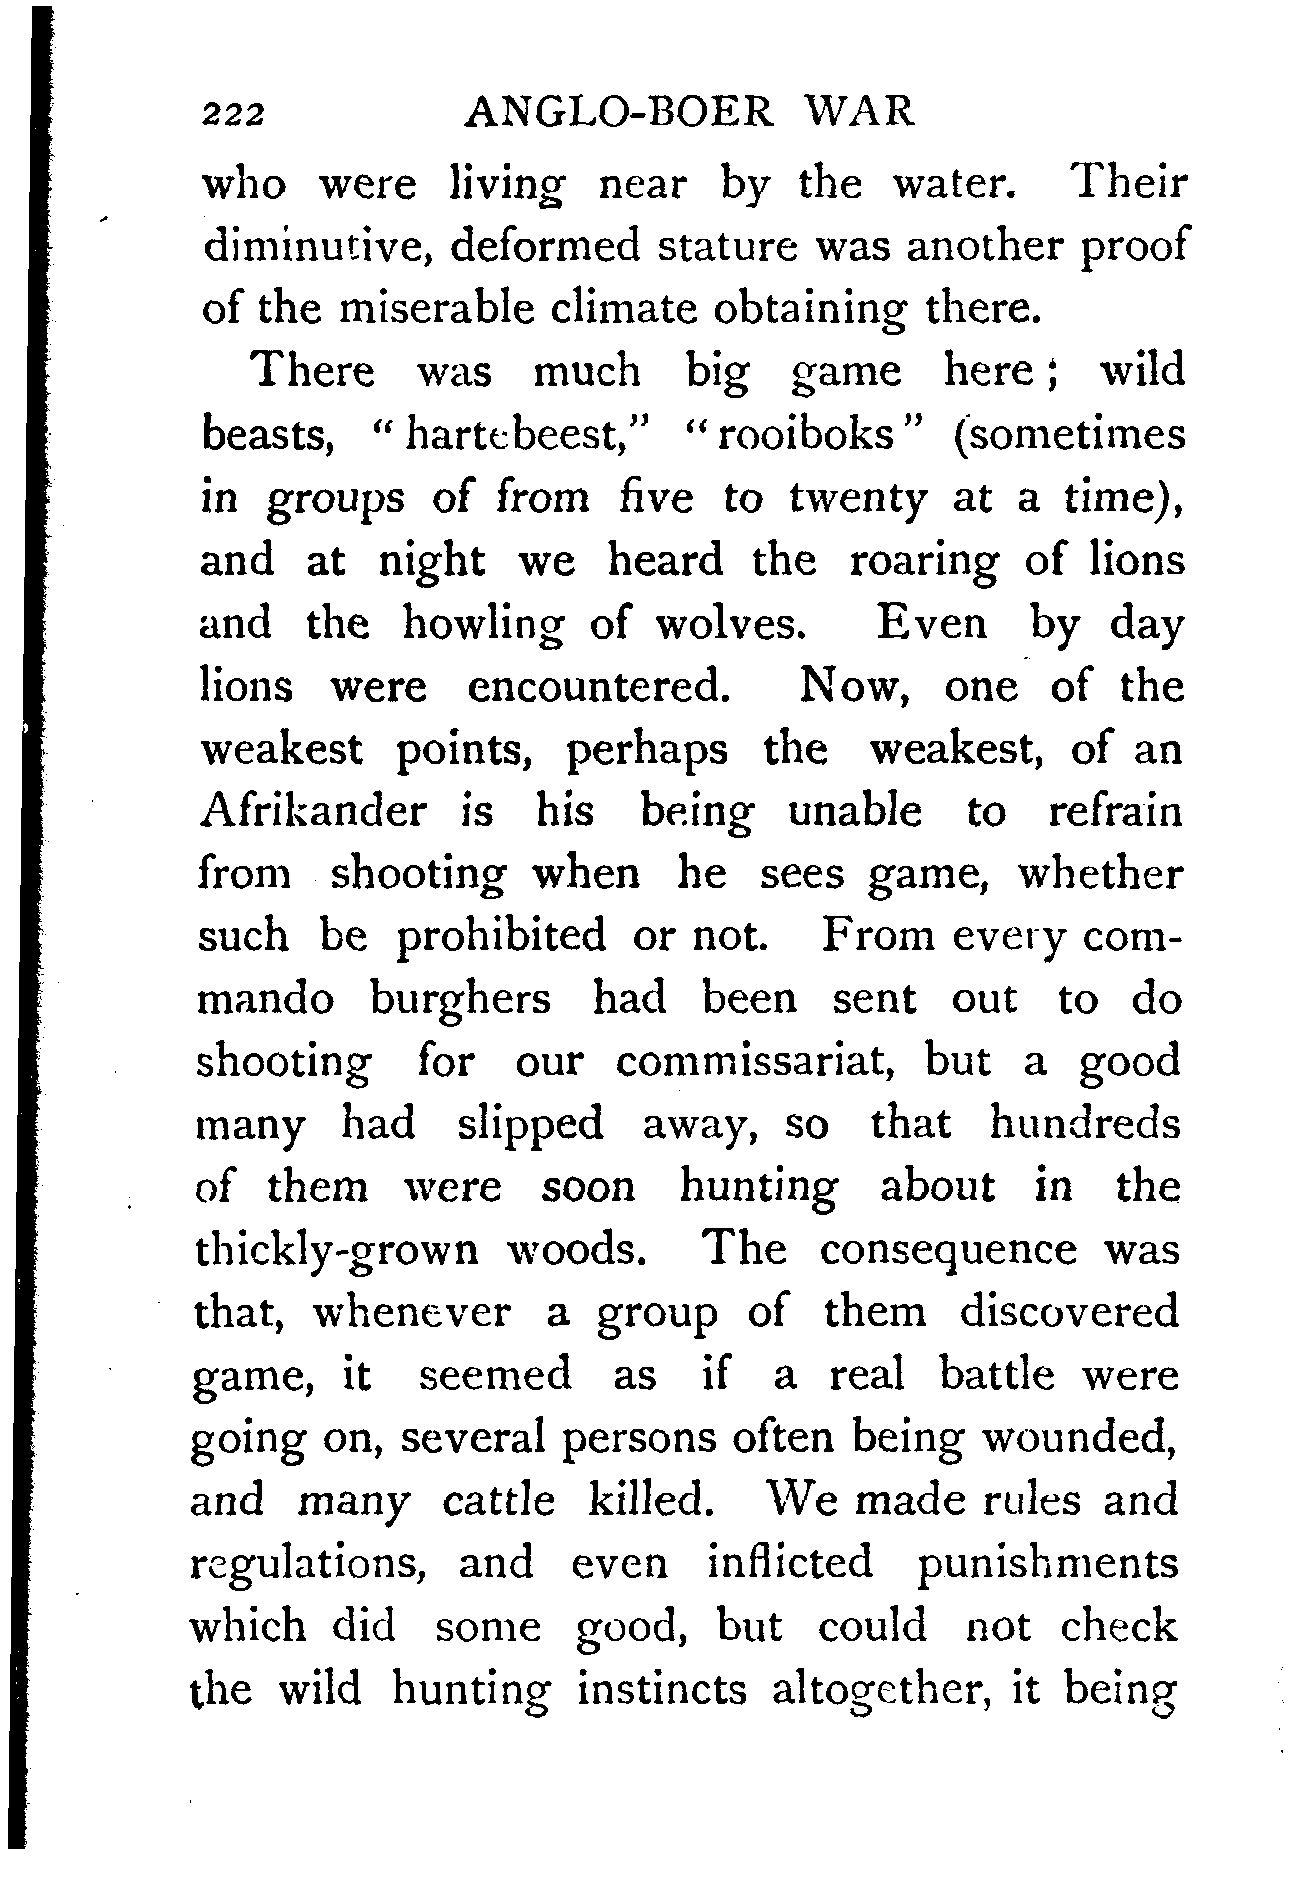 222 ANGLO-BOER WAR
who were living near by the water. Their
diminutive, deformed stature was another proof
of the miserable climate obtaining there.
There was much big game here; wild
beasts, "hartebeest," "rooiboks" (sometimes
in groups of from five to twenty at a time),
and at night we heard the roaring of lions
and the howling of wolves. Even by day
lions were encountered. Now, one of the
weakest points, perhaps the weakest, of an
Afrikander is his being unable to refrain
from shooting when he sees game, whether
such be prohibited or not. From every com-
mando burghers had been sent out to do
shooting for our commissariat, but a good
many had slipped away, so that hundreds
of them were soon hunting about in the
thickly-grown woods. The consequence was
that, whenever a group of them discovered
game, it seemed as if a real battle were
going on, several persons often being wounded,
and many cattle killed. We made rules and
regulations, and even inflicted punishments
which did some good, but could not check
the wild hunting instincts altogether, it being